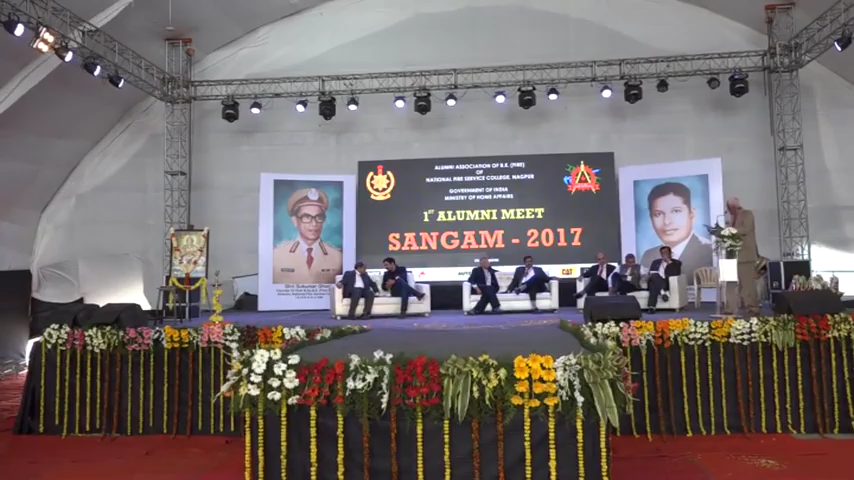 ALUMNI ASSOCIATION OF B.E. (FIRE)
OF
NATIONAL FIRE SERVICE COLLEGE, NAGPUR
GOVERNMENT OF INDIA
MINISTRY OF HOME AFFAIRS
1ST ALUMNI MEET
SANGAM - 2017
CAT